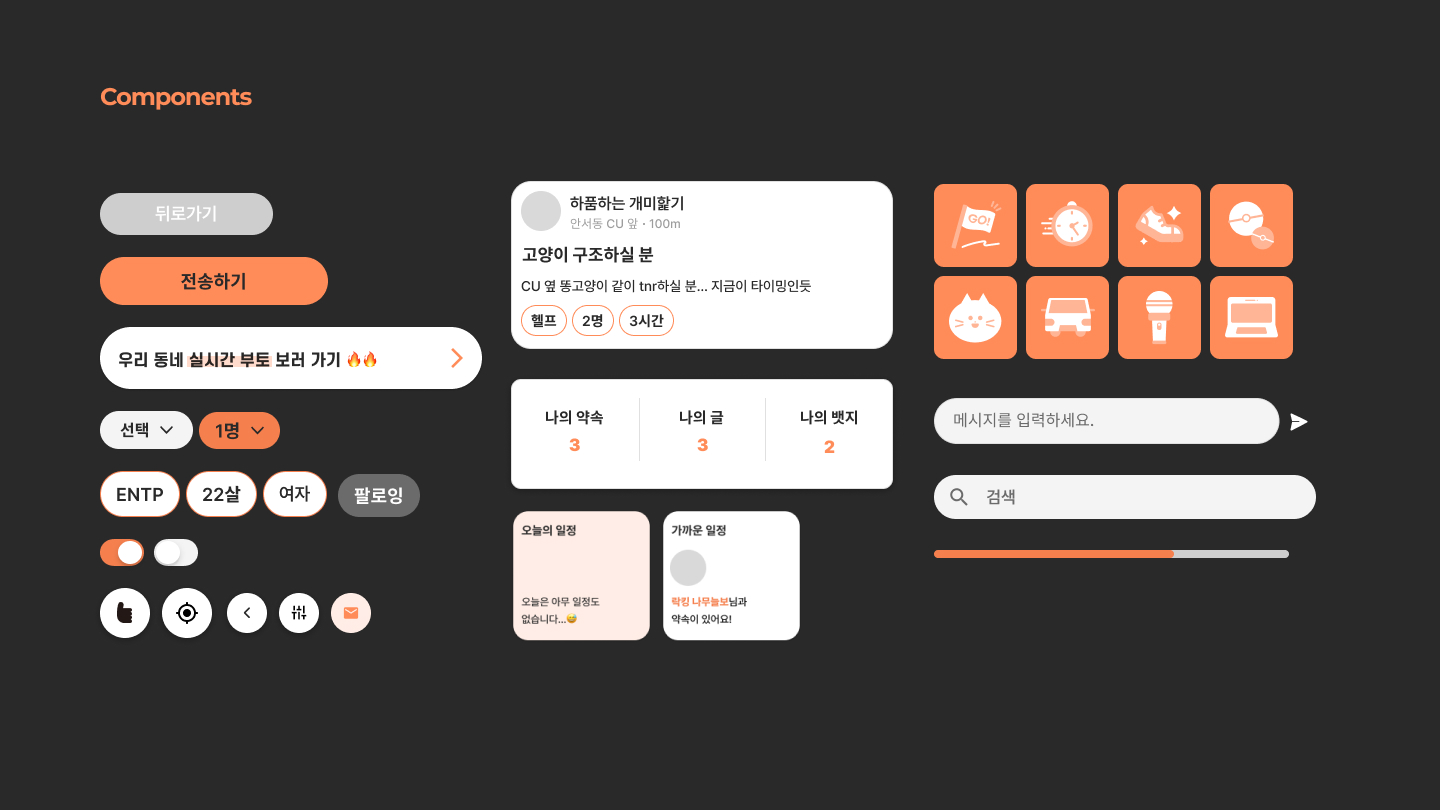 Components
뒤로가기
전송하기
우리 동네 실시간 부토 보러 가기 🔥🔥
선택
1명
ENTP
22살
여자
팔로잉
하품하는 개미핥기
안서동 CU 앞 • 100m
고양이 구조하실 분
CU 옆 똥고양이 같이 tnr하실 분... 지금이 타이밍인듯
헬프
2명
3시간
나의 약속
3
나의 글
3
나의 뱃지
2
오늘의 일정
오늘은 아무 일정도
없습니다...😅
가까운 일정
락킹 나무늘보님과
약속이 있어요!
GO!
메시지를 입력하세요.
검색